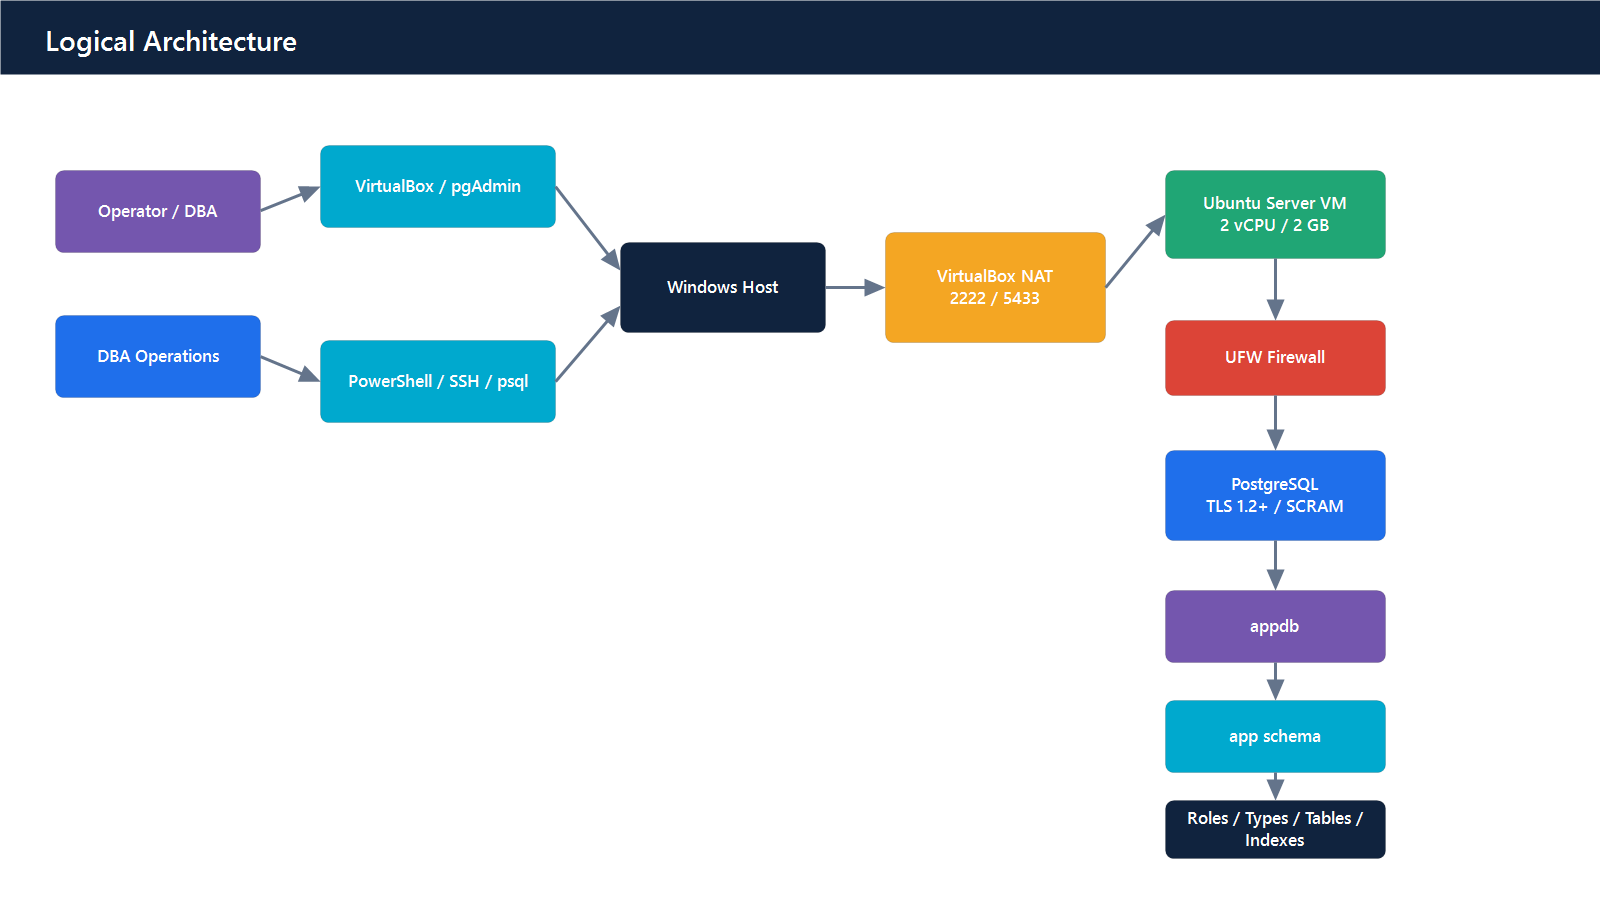 Logical Architecture
Operator / DBA
VirtualBox / pgAdmin
DBA Operations
PowerShell / SSH / psql
Windows Host
VirtualBox NAT
2222 / 5433
Ubuntu Server VM
2 vCPU / 2 GB
UFW Firewall
PostgreSQL
TLS 1.2+ / SCRAM
appdb
app schema
Roles / Types / Tables /
Indexes